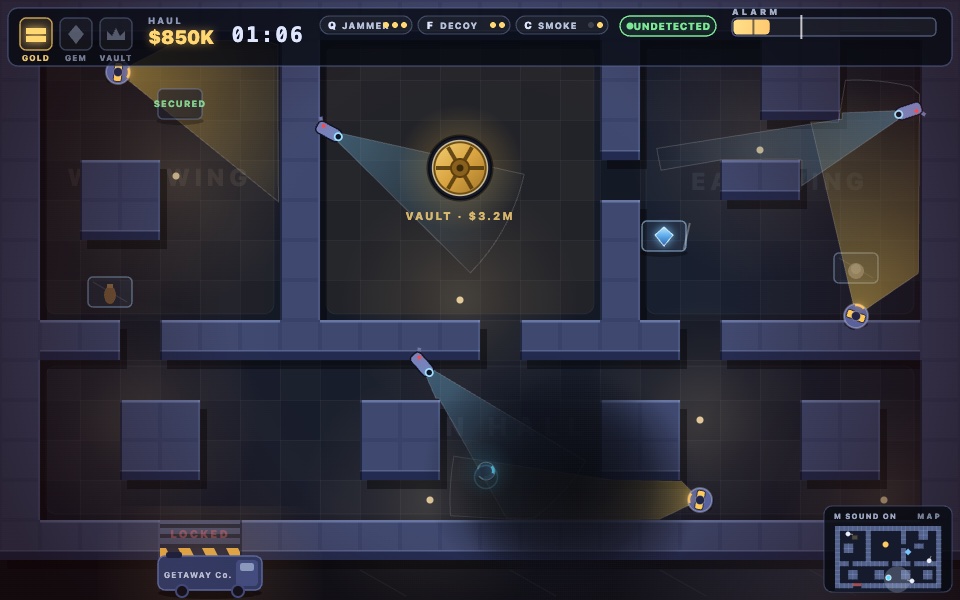 HAUL
$850K
01:06
Q JAMMER
F DECOY
C SMOKE
UNDETECTED
ALARM
GOLD
GEM
VAULT
SECURED
WING
VAULT · $3.2M
LOCKED
GETAWAY Co.
M SOUND ON
MAP